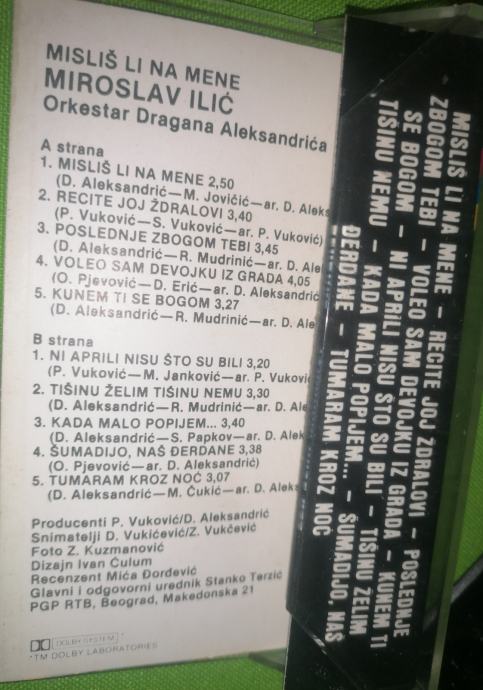 MISLIŠ LI NA MENE
MIROSLAV ILIĆ
Orkestar Dragana Aleksandrića
A strana
1. MISLIŠ LI NA MENE 2,50
(D. Aleksandrić—M. Jovičić—ar. D. Aleks
2. RECITE JOJ ŽDRALOVI 3,40
(P. Vuković—S. Vuković—ar. P. Vuković)
3. POSLEDNJE ZBOGOM TEBI 3,45
(D. Aleksandrić—R. Mudrinić—ar. D. Ale
4. VOLEO SAM DEVOJKU IZ GRADA 4,05
(O. Pjevović—D. Erić—ar. D. Aleksandrić
5. KUNEM TI SE BOGOM 3,27
(D. Aleksandrić—R. Mudrinić—ar. D. Ale
B strana
1. NI APRILI NISU ŠTO SU BILI 3,20
(P. Vuković—M. Janković—ar. P. Vuković
2. TIŠINU ŽELIM TIŠINU NEMU 3,30
(D. Aleksandrić—R. Mudrinić—ar. D. Ale
3. KADA MALO POPIJEM... 3,40
(D. Aleksandrić—S. Papkov—ar. D. Alek
4. ŠUMADIJO, NAŠ ĐERDANE 3,38
(O. Pjevović—ar. D. Aleksandrić)
5. TUMARAM KROZ NOĆ 3,07
(D. Aleksandrić—M. Čukić—ar. D. Aleks
Producenti P. Vuković/D. Aleksandrić
Snimatelji D. Vukićević/Z. Vukčević
Foto Z. Kuzmanović
Dizajn Ivan Ćulum
Recenzent Mića Đorđević
Glavni i odgovorni urednik Stanko Terzić
PGP RTB, Beograd, Makedonska 21
DOLBY SYSTEM
*TM DOLBY LABORATORIES
MISLIŠ LI NA MENE – RECITE JOJ ŽDRALOVI – POSLEDNJE
ZBOGOM TEBI – VOLEO SAM DEVOJKU IZ GRADA – KUNEM TI
SE BOGOM – NI APRILI NISU ŠTO SU BILI – TIŠINU ŽELIM
TIŠINU NEMU – KADA MALO POPIJEM... – ŠUMADIJO, NAŠ
ĐERDANE – TUMARAM KROZ NOĆ